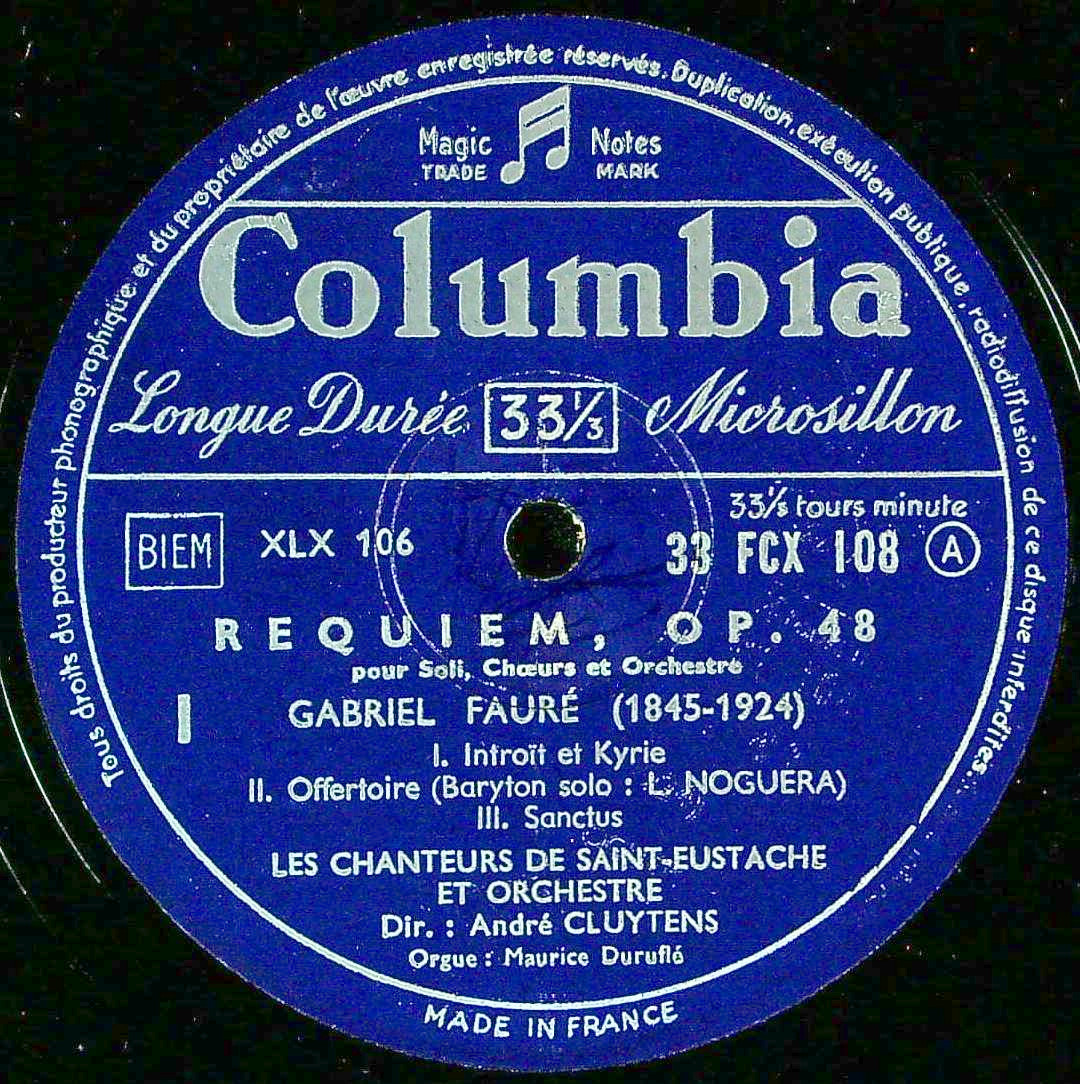 Tous droits du producteur phonographique et du propriétaire de l'œuvre enregistrée réservés. Duplication, exécution publique, radiodiffusion de ce disque interdites...
Magic Notes
TRADE MARK
Columbia
Longue Durée 33⅓ Microsillon
33⅓ tours minute
BIEM XLX 106 33 FCX 108 A
REQUIEM, OP. 48
pour Soli, Chœurs et Orchestre
I GABRIEL FAURÉ (1845-1924)
I. Introït et Kyrie
II. Offertoire (Baryton solo : L. NOGUERA)
III. Sanctus
LES CHANTEURS DE SAINT-EUSTACHE
ET ORCHESTRE
Dir. : André CLUYTENS
Orgue : Maurice Duruflé
MADE IN FRANCE